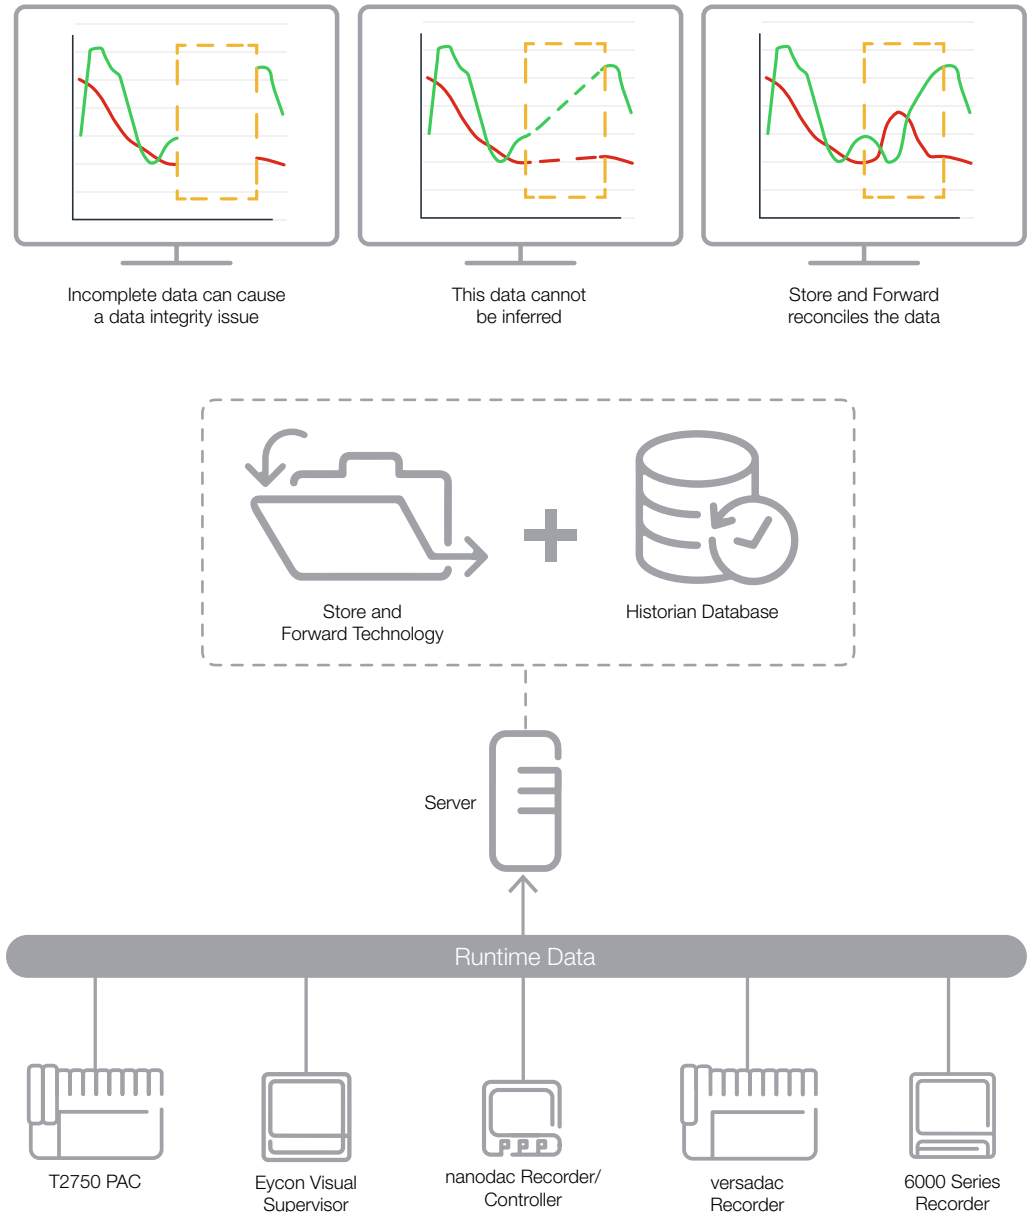 Incomplete data can cause
a data integrity issue
This data cannot
be inferred
Store and Forward
reconciles the data
Store and
Forward Technology
Historian Database
Server
Runtime Data
T2750 PAC
Eycon Visual
Supervisor
nanodac Recorder/
Controller
versadac
Recorder
6000 Series
Recorder